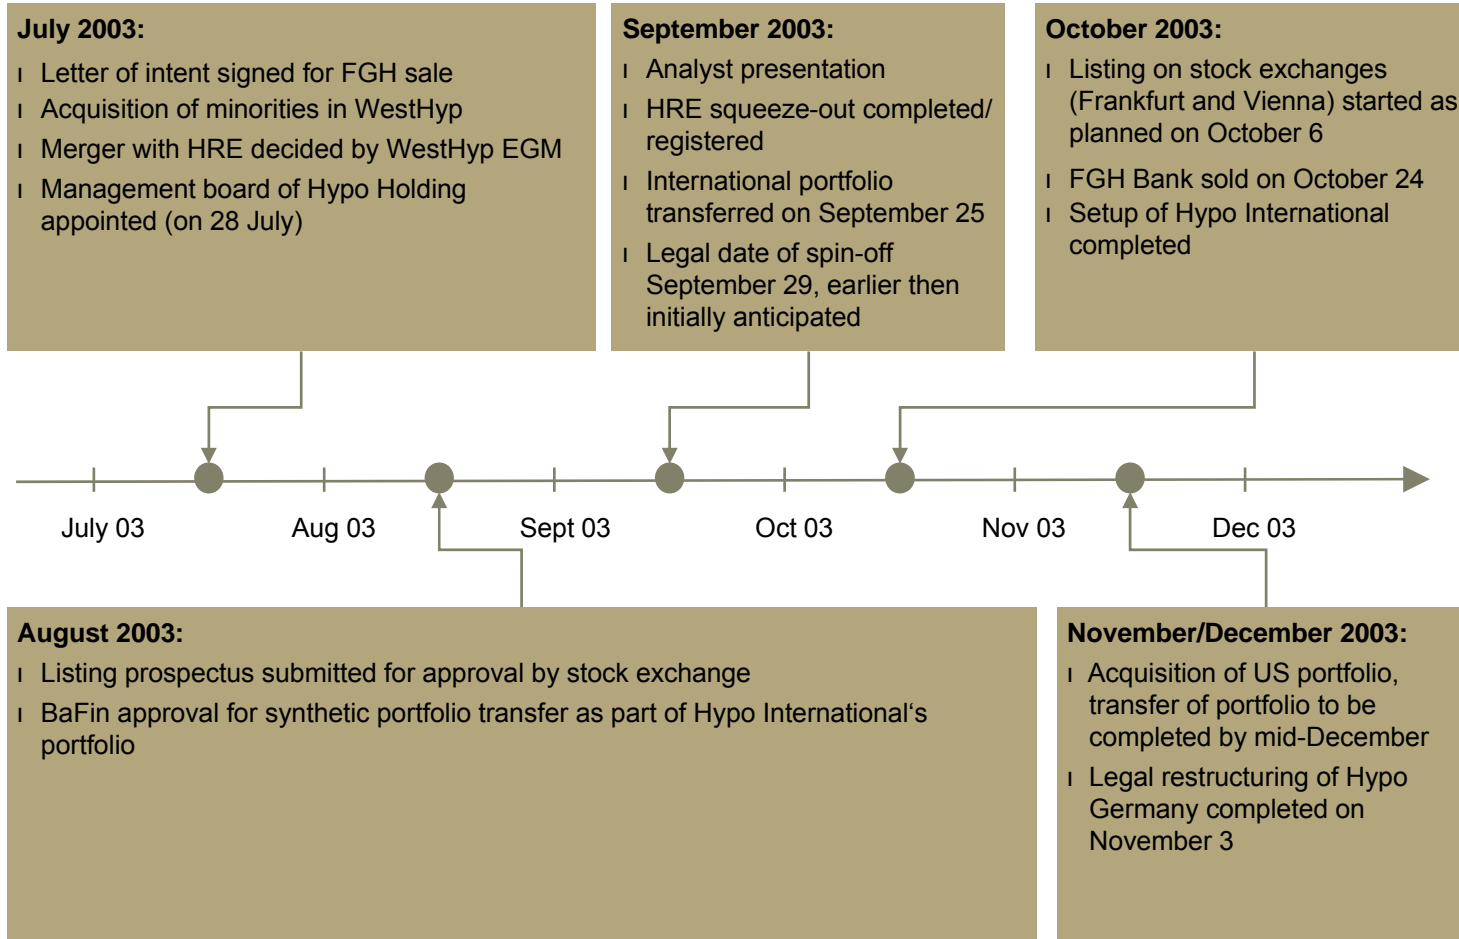 July 2003:
ı Letter of intent signed for FGH sale
ı Acquisition of minorities in WestHyp
ı Merger with HRE decided by WestHyp EGM
ı Management board of Hypo Holding
appointed (on 28 July)
September 2003:
ı Analyst presentation
ı HRE squeeze-out completed/
registered
ı International portfolio
transferred on September 25
ı Legal date of spin-off
September 29, earlier then
initially anticipated
October 2003:
ı Listing on stock exchanges
(Frankfurt and Vienna) started as
planned on October 6
ı FGH Bank sold on October 24
ı Setup of Hypo International
completed
July 03
Aug 03
Sept 03
Oct 03
Nov 03
Dec 03
August 2003:
ı Listing prospectus submitted for approval by stock exchange
ı BaFin approval for synthetic portfolio transfer as part of Hypo International‘s
portfolio
November/December 2003:
ı Acquisition of US portfolio,
transfer of portfolio to be
completed by mid-December
ı Legal restructuring of Hypo
Germany completed on
November 3